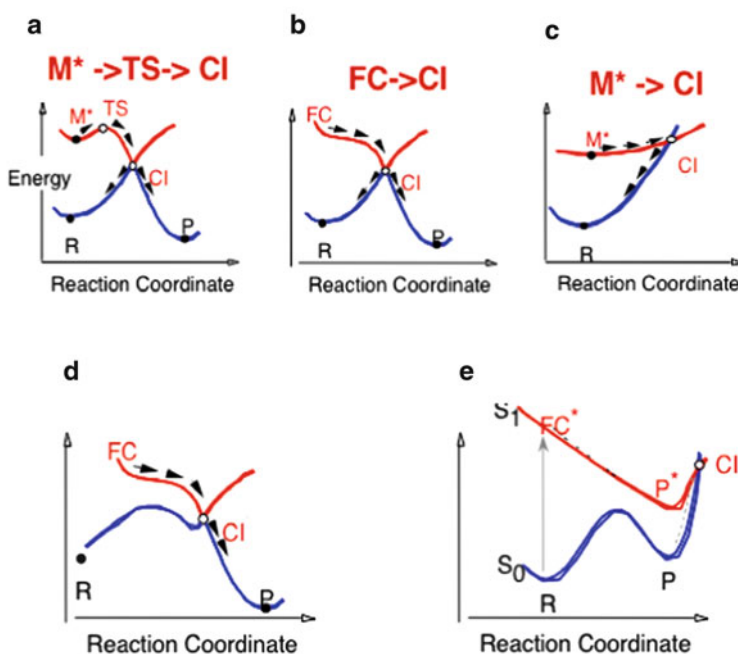 a
M* ->TS-> CI
M*
TS
CI
Energy
R
P
Reaction Coordinate
b
FC->CI
FC
CI
R
P
Reaction Coordinate
c
M* -> CI
M*
CI
R
Reaction Coordinate
d
FC
CI
R
P
Reaction Coordinate
e
S1
FC*
P*
CI
S0
R
P
Reaction Coordinate